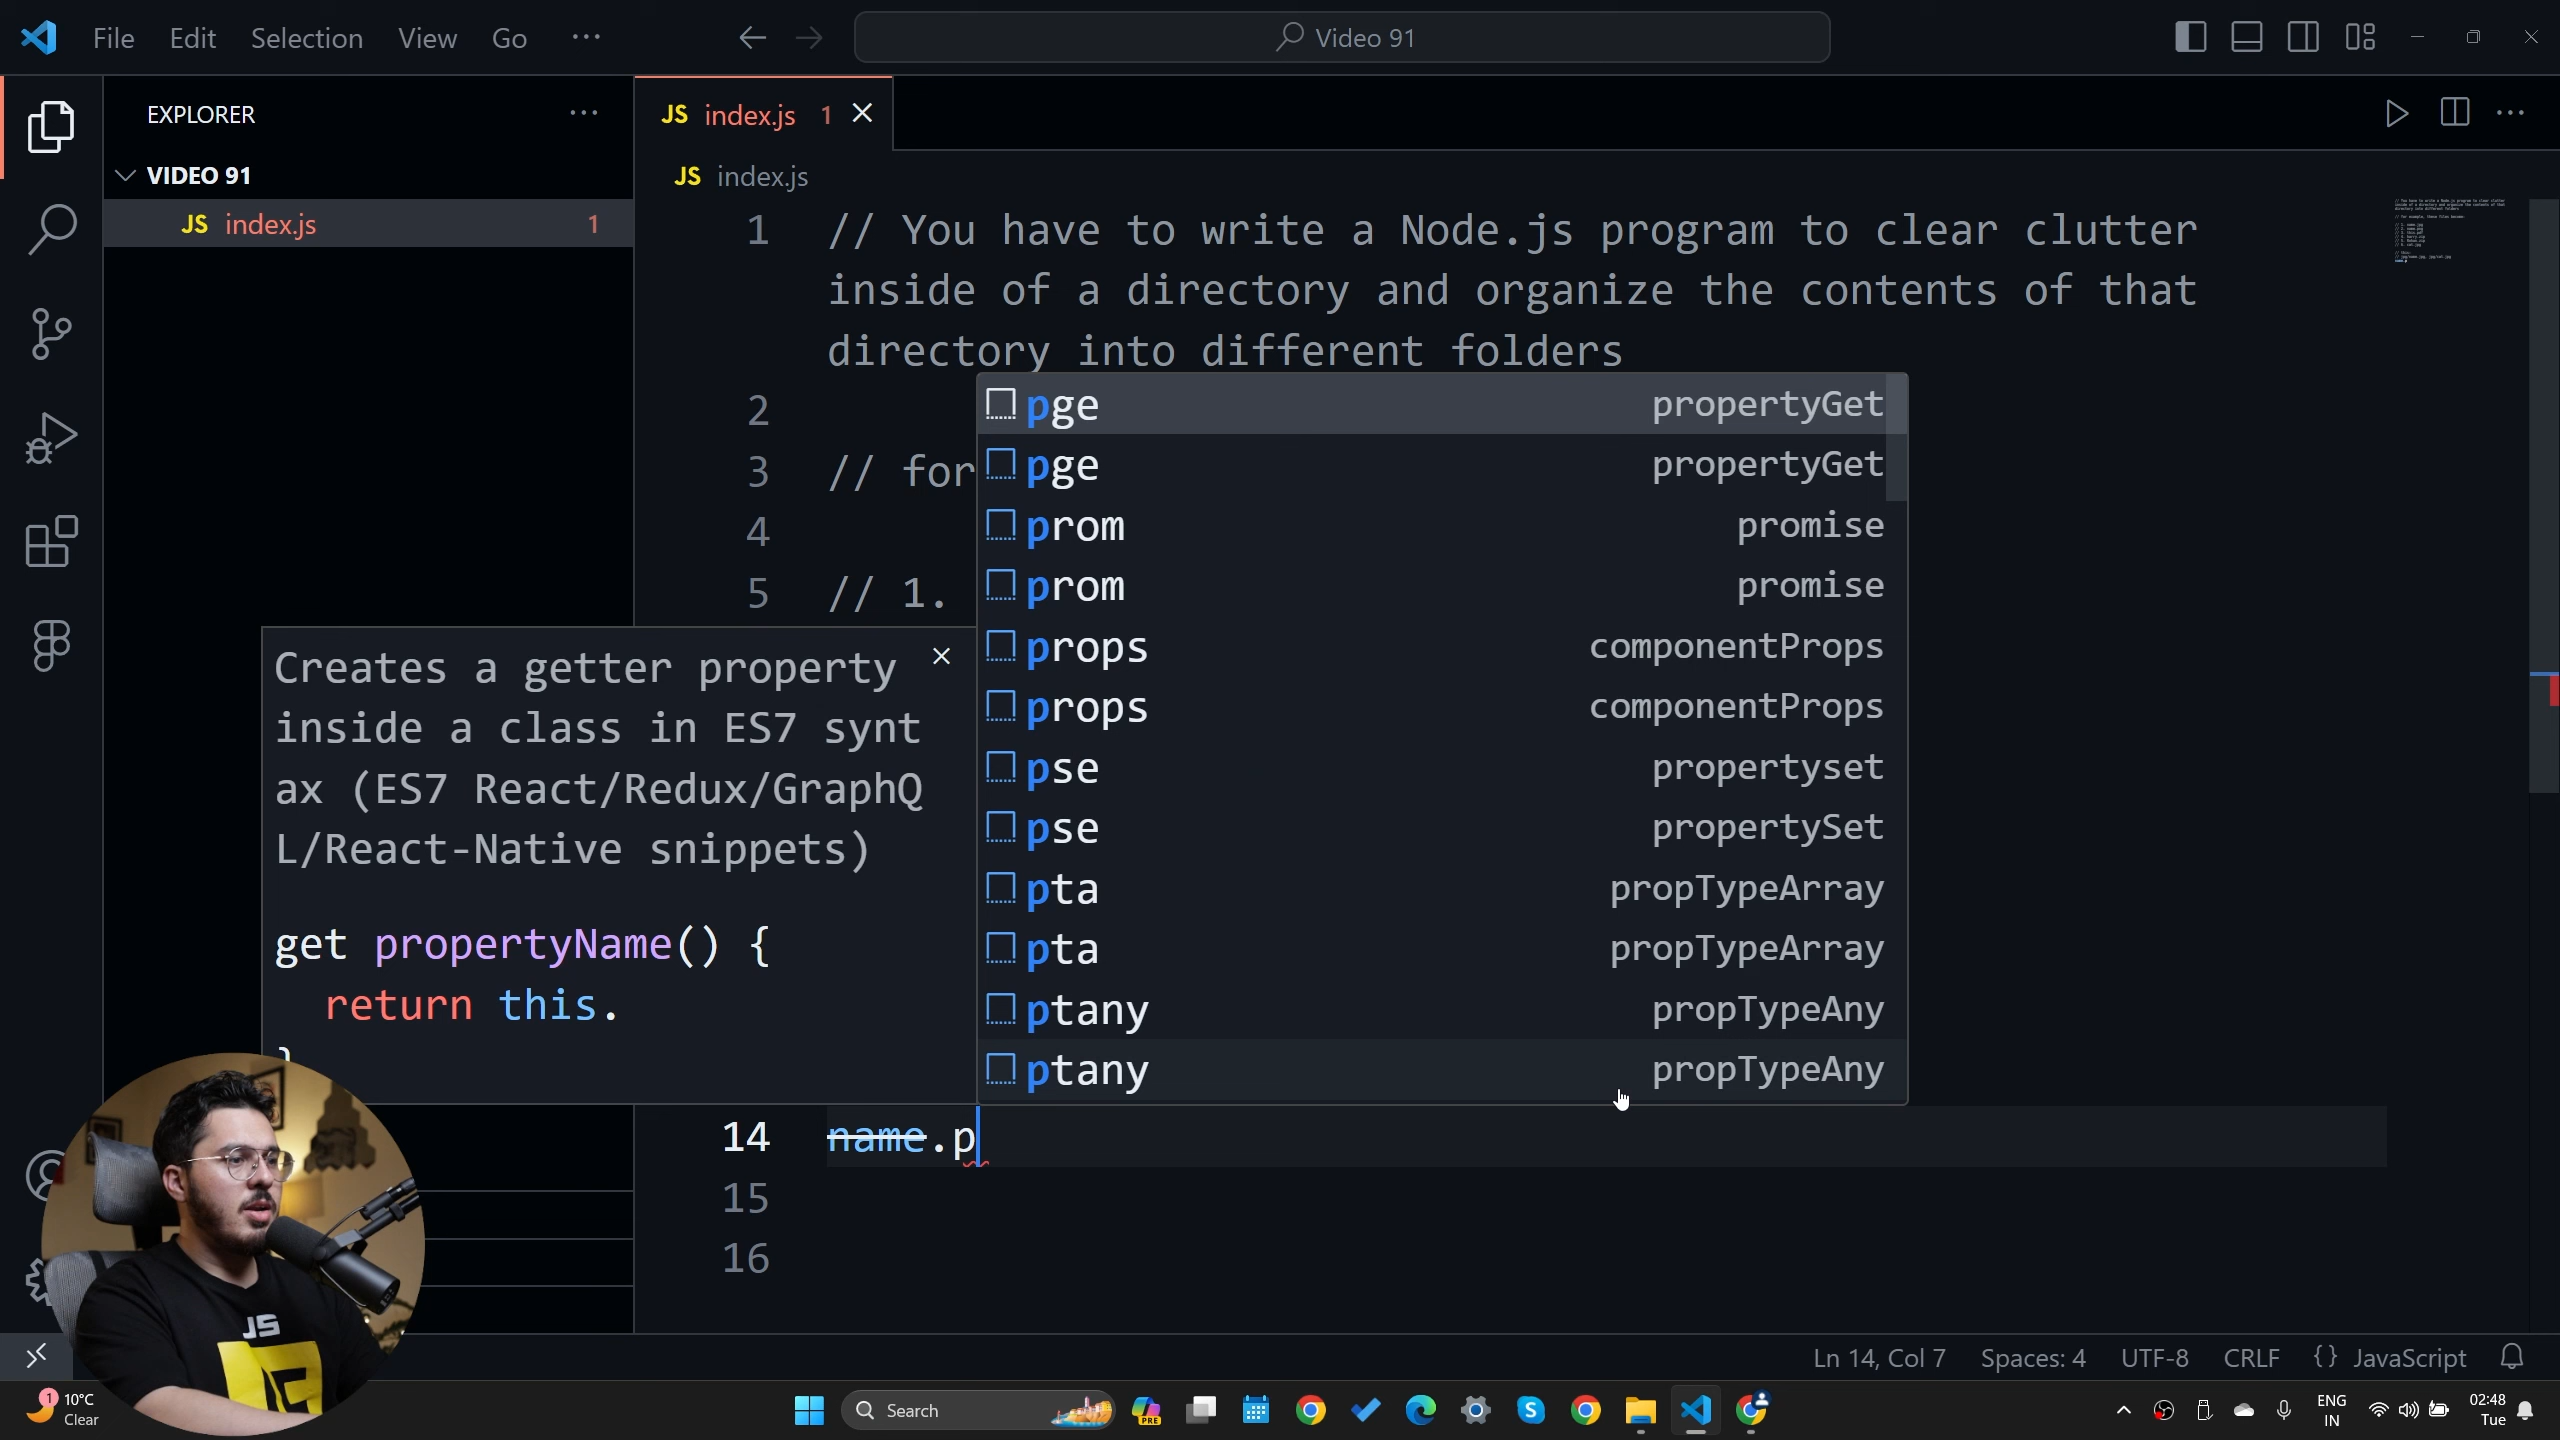 File Edit Selection View Go ···
Video 91
EXPLORER ···
VIDEO 91
JS index.js 1
JS index.js 1
JS index.js
1 // You have to write a Node.js program to clear clutter
inside of a directory and organize the contents of that
directory into different folders
2
3 // for
4
5 // 1.
pge propertyGet
pge propertyGet
prom promise
prom promise
props componentProps
props componentProps
pse propertyset
pse propertySet
pta propTypeArray
pta propTypeArray
ptany propTypeAny
ptany propTypeAny
Creates a getter property
inside a class in ES7 synt
ax (ES7 React/Redux/GraphQ
L/React-Native snippets)
get propertyName() {
return this.
}
14 name.p
15
16
JS
Ln 14, Col 7 Spaces: 4 UTF-8 CRLF {} JavaScript
1
10°C
Clear
Search
PRE
ENG
IN
02:48
Tue